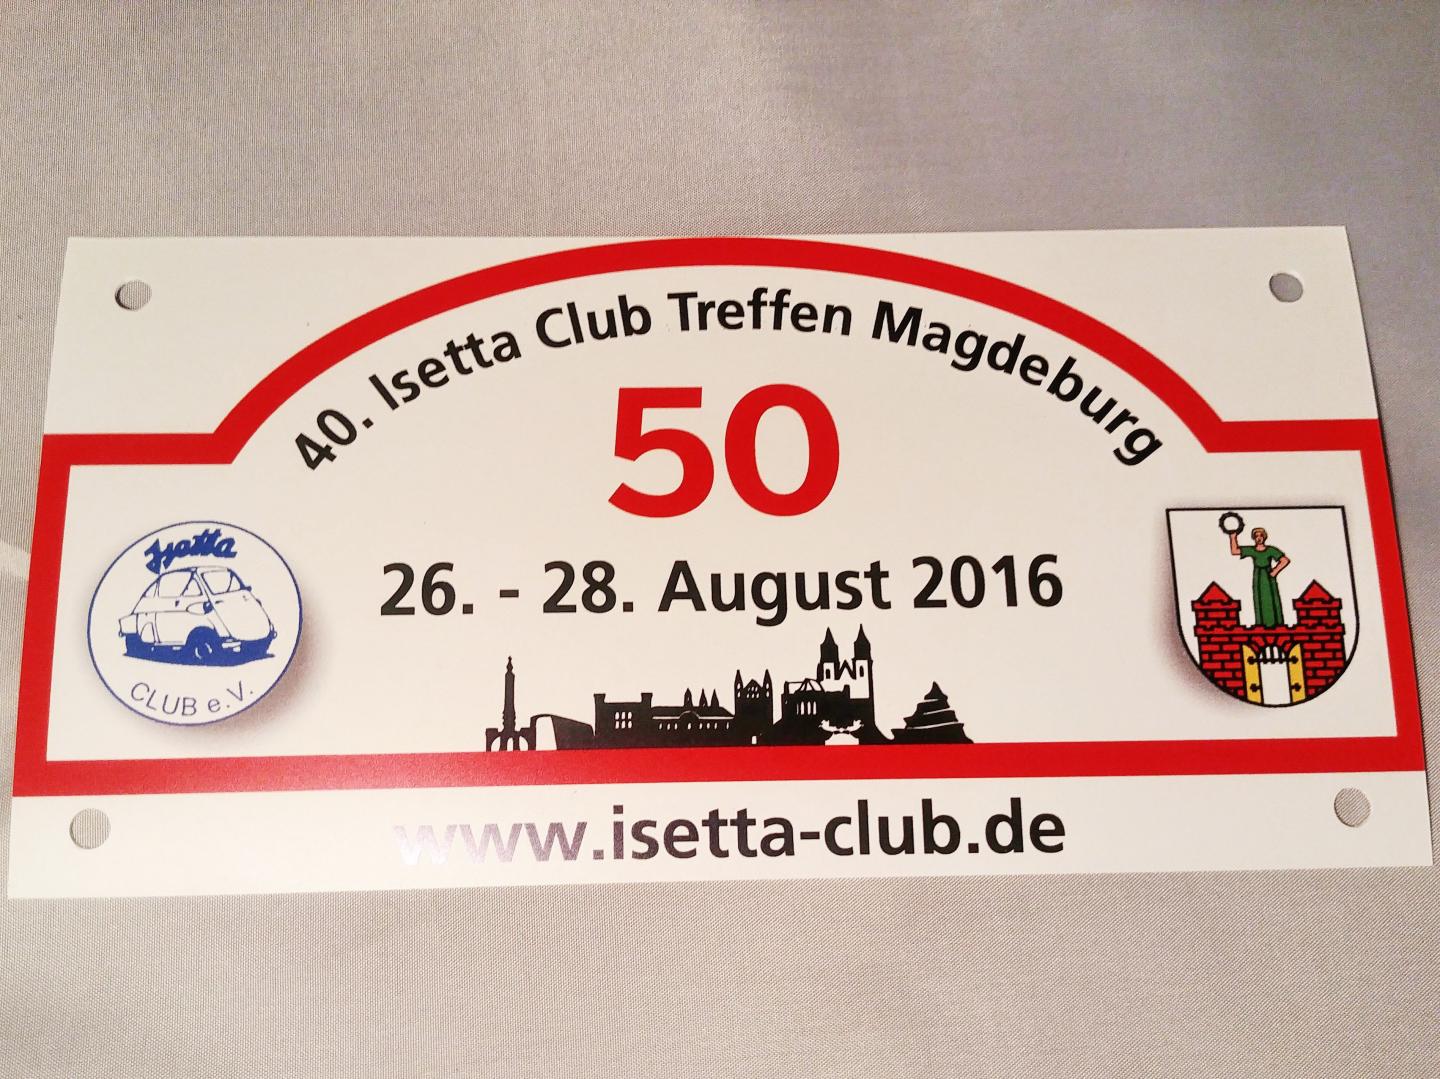 40. Isetta Club Treffen Magdeburg
50
26. - 28. August 2016
Isetta
CLUB e.V.
www.isetta-club.de